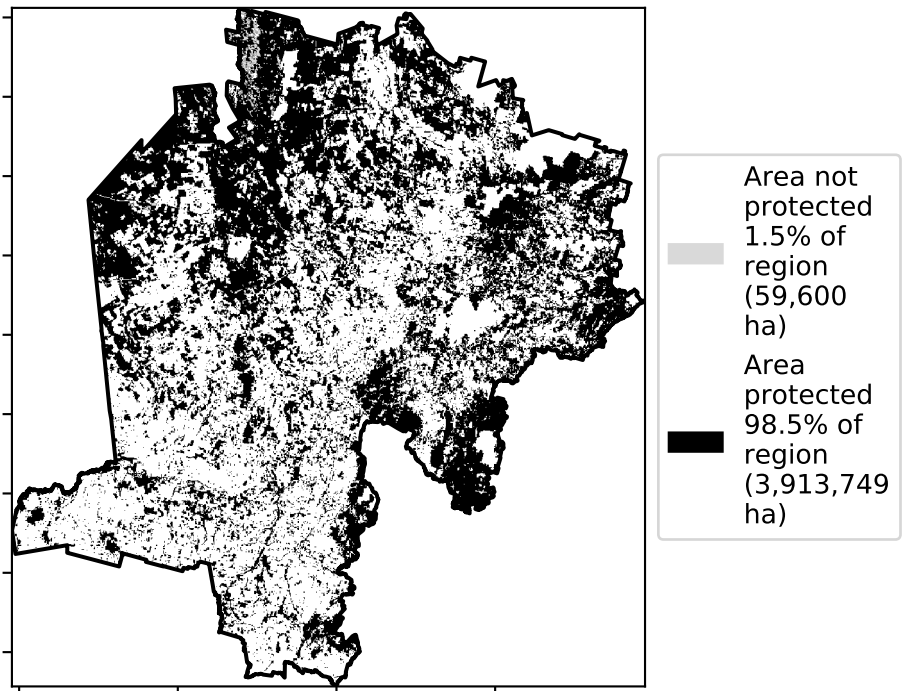 Area not
protected
1.5% of
region
(59,600
ha)
Area
protected
98.5% of
region
(3,913,749
ha)